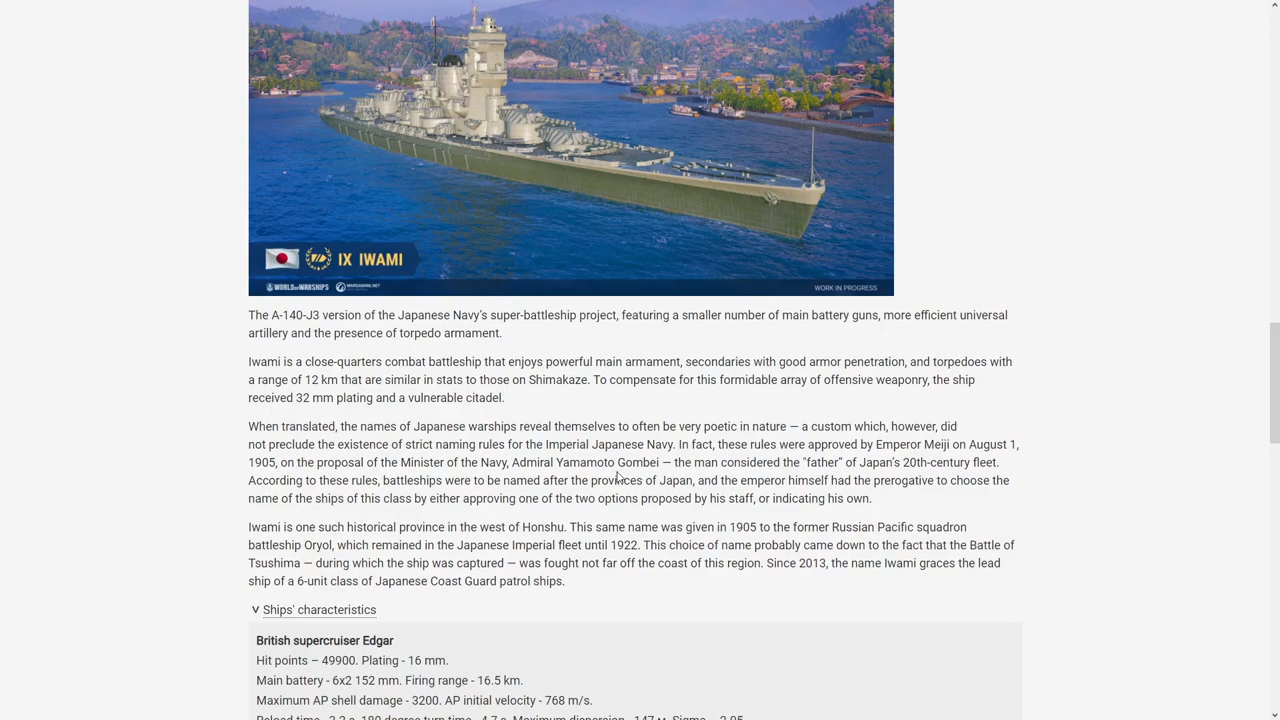 IX IWAMI
WORLD OF WARSHIPS WARGAMING.NET WORK IN PROGRESS
The A-140-J3 version of the Japanese Navy's super-battleship project, featuring a smaller number of main battery guns, more efficient universal
artillery and the presence of torpedo armament.
Iwami is a close-quarters combat battleship that enjoys powerful main armament, secondaries with good armor penetration, and torpedoes with
a range of 12 km that are similar in stats to those on Shimakaze. To compensate for this formidable array of offensive weaponry, the ship
received 32 mm plating and a vulnerable citadel.
When translated, the names of Japanese warships reveal themselves to often be very poetic in nature — a custom which, however, did
not preclude the existence of strict naming rules for the Imperial Japanese Navy. In fact, these rules were approved by Emperor Meiji on August 1,
1905, on the proposal of the Minister of the Navy, Admiral Yamamoto Gombei — the man considered the "father" of Japan's 20th-century fleet.
According to these rules, battleships were to be named after the provinces of Japan, and the emperor himself had the prerogative to choose the
name of the ships of this class by either approving one of the two options proposed by his staff, or indicating his own.
Iwami is one such historical province in the west of Honshu. This same name was given in 1905 to the former Russian Pacific squadron
battleship Oryol, which remained in the Japanese Imperial fleet until 1922. This choice of name probably came down to the fact that the Battle of
Tsushima — during which the ship was captured — was fought not far off the coast of this region. Since 2013, the name Iwami graces the lead
ship of a 6-unit class of Japanese Coast Guard patrol ships.
Ships' characteristics
British supercruiser Edgar
Hit points – 49900. Plating - 16 mm.
Main battery - 6x2 152 mm. Firing range - 16.5 km.
Maximum AP shell damage - 3200. AP initial velocity - 768 m/s.